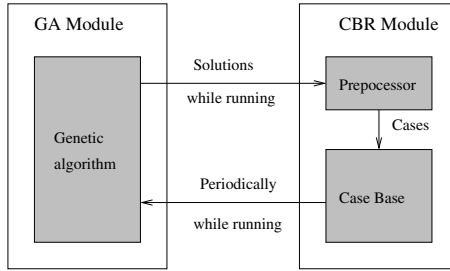 GA Module
CBR Module
Solutions
while running
Prepocessor
Genetic
algorithm
Cases
Periodically
while running
Case Base